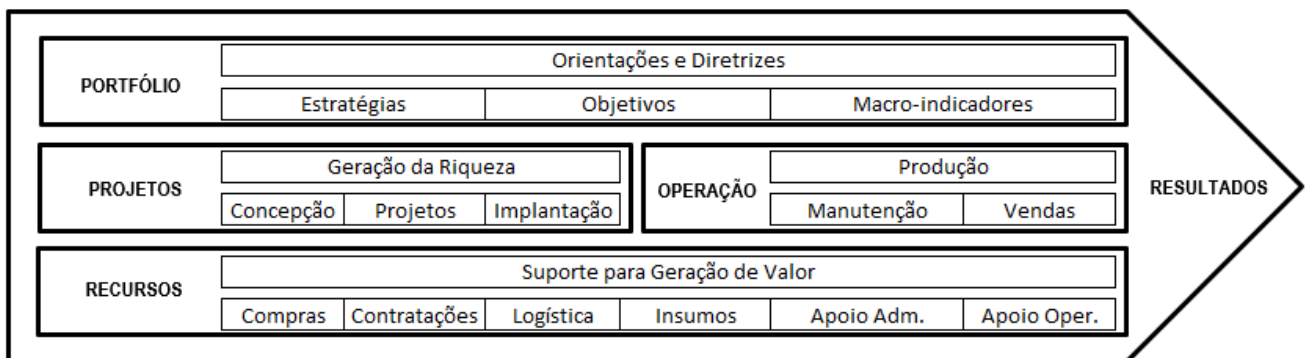 Orientações e Diretrizes
PORTFÓLIO
Estratégias Objetivos Macro-indicadores
Geração da Riqueza Produção
PROJETOS OPERAÇÃO RESULTADOS
Concepção Projetos Implantação Manutenção Vendas
Suporte para Geração de Valor
RECURSOS
Compras Contratações Logística Insumos Apoio Adm. Apoio Oper.